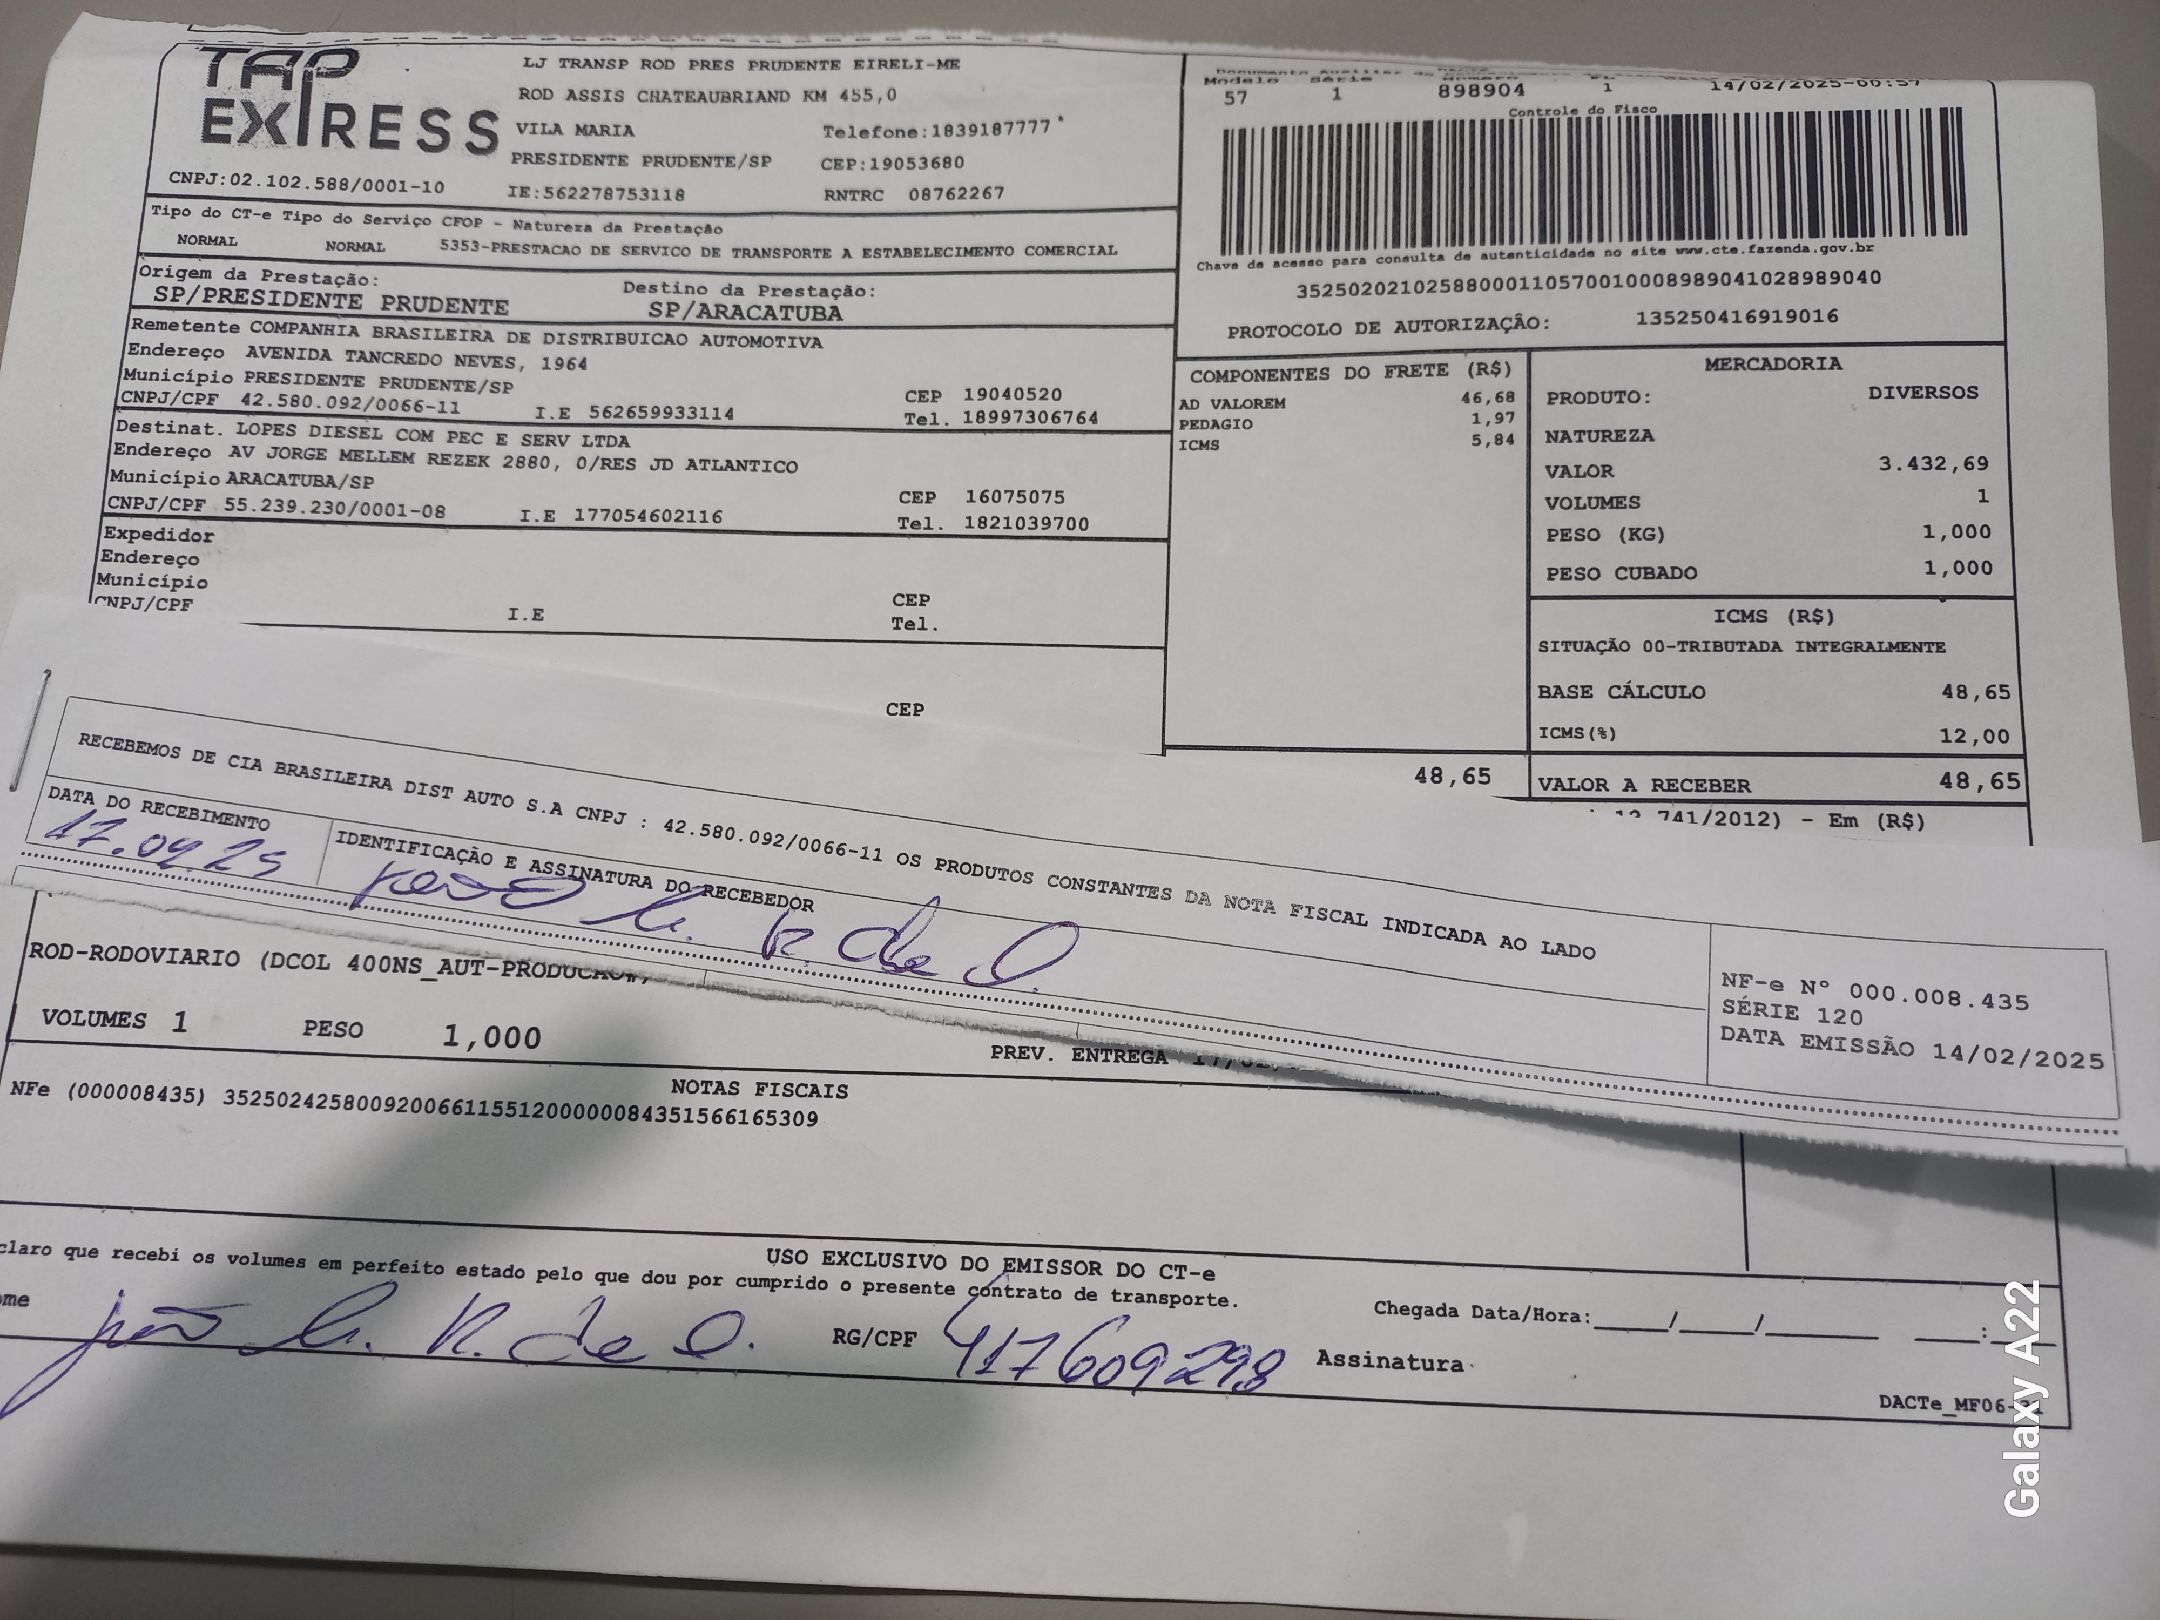 TAP
EXPRESS
LJ TRANSP ROD PRES PRUDENTE EIRELI-ME
ROD ASSIS CHATEAUBRIAND KM 455,0
VILA MARIA Telefone:1839187777
PRESIDENTE PRUDENTE/SP CEP:19053680
CNPJ:02.102.588/0001-10 IE:562278753118 RNTRC 08762267
Tipo do CT-e Tipo do Serviço CFOP - Natureza da Prestação
NORMAL NORMAL 5353-PRESTACAO DE SERVICO DE TRANSPORTE A ESTABELECIMENTO COMERCIAL
Origem da Prestação: Destino da Prestação:
SP/PRESIDENTE PRUDENTE SP/ARACATUBA
Remetente COMPANHIA BRASILEIRA DE DISTRIBUICAO AUTOMOTIVA
Endereço AVENIDA TANCREDO NEVES, 1964
Município PRESIDENTE PRUDENTE/SP CEP 19040520
CNPJ/CPF 42.580.092/0066-11 I.E 562659933114 Tel. 18997306764
Destinat. LOPES DIESEL COM PEC E SERV LTDA
Endereço AV JORGE MELLEM REZEK 2880, 0/RES JD ATLANTICO
Município ARACATUBA/SP CEP 16075075
CNPJ/CPF 55.239.230/0001-08 I.E 177054602116 Tel. 1821039700
Expedidor
Endereço
Município CEP
CNPJ/CPF I.E Tel.
CEP
Modelo Série
57 1 898904 1 14/02/2025
Controle do Fisco
Chave de acesso para consulta de autenticidade no site www.cte.fazenda.gov.br
35250202102588000110570010008989041028989040
PROTOCOLO DE AUTORIZAÇÃO: 135250416919016
COMPONENTES DO FRETE (R$)
AD VALOREM 46,68
PEDAGIO 1,97
ICMS 5,84
48,65
MERCADORIA
PRODUTO: DIVERSOS
NATUREZA
VALOR 3.432,69
VOLUMES 1
PESO (KG) 1,000
PESO CUBADO 1,000
ICMS (R$)
SITUAÇÃO 00-TRIBUTADA INTEGRALMENTE
BASE CÁLCULO 48,65
ICMS(%) 12,00
VALOR A RECEBER 48,65
741/2012) - Em (R$)
RECEBEMOS DE CIA BRASILEIRA DIST AUTO S.A CNPJ : 42.580.092/0066-11 OS PRODUTOS CONSTANTES DA NOTA FISCAL INDICADA AO LADO
DATA DO RECEBIMENTO IDENTIFICAÇÃO E ASSINATURA DO RECEBEDOR
NF-e Nº 000.008.435
SÉRIE 120
DATA EMISSÃO 14/02/2025
ROD-RODOVIARIO (DCOL 400NS_AUT-PRODUCAO
VOLUMES 1 PESO 1,000 PREV. ENTREGA
NOTAS FISCAIS
NFe (000008435) 35250242580092006611551200000084351566165309
USO EXCLUSIVO DO EMISSOR DO CT-e
claro que recebi os volumes em perfeito estado pelo que dou por cumprido o presente contrato de transporte.
ome joão RG/CPF 417609298 Assinatura Chegada Data/Hora:____/____/______ ____:____
DACTe_MF06
Galaxy A22